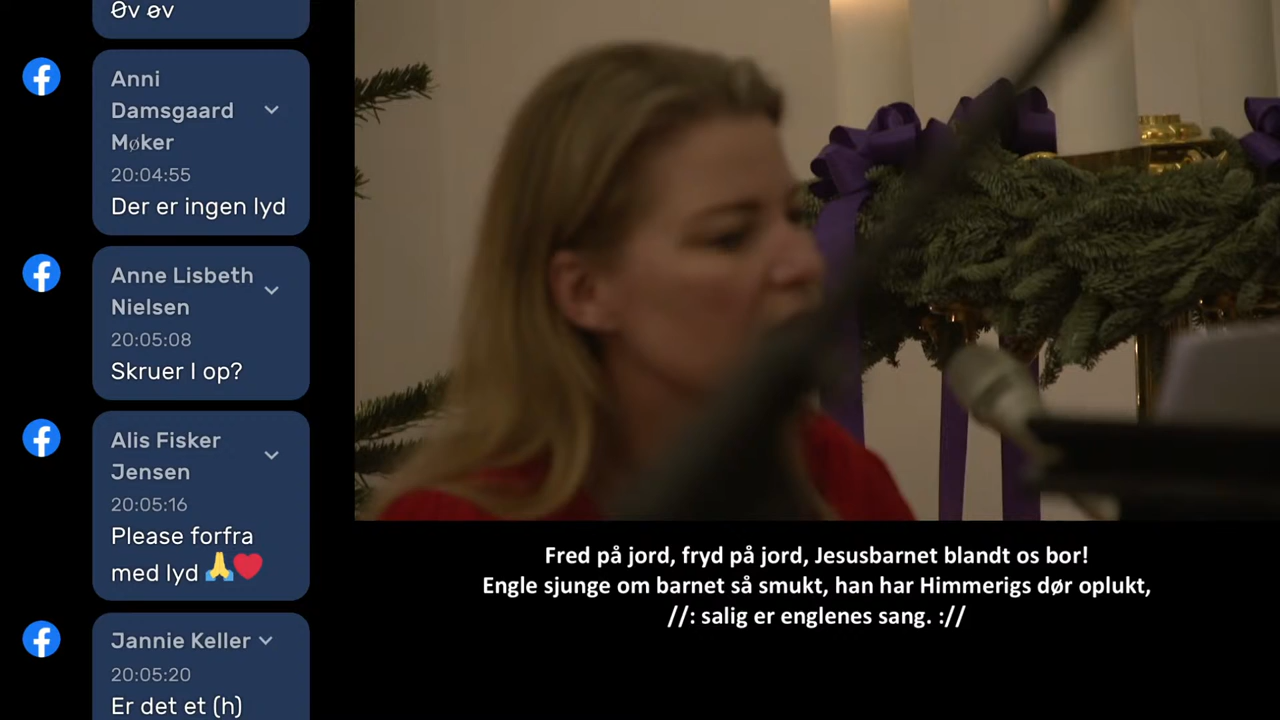 Øv øv
Anni
Damsgaard
Møker
20:04:55
Der er ingen lyd
Anne Lisbeth
Nielsen
20:05:08
Skruer I op?
Alis Fisker
Jensen
20:05:16
Please forfra
med lyd 🙏❤️
Jannie Keller
20:05:20
Er det et (h)
Fred på jord, fryd på jord, Jesusbarnet blandt os bor!
Engle sjunge om barnet så smukt, han har Himmerigs dør oplukt,
//: salig er englenes sang. ://